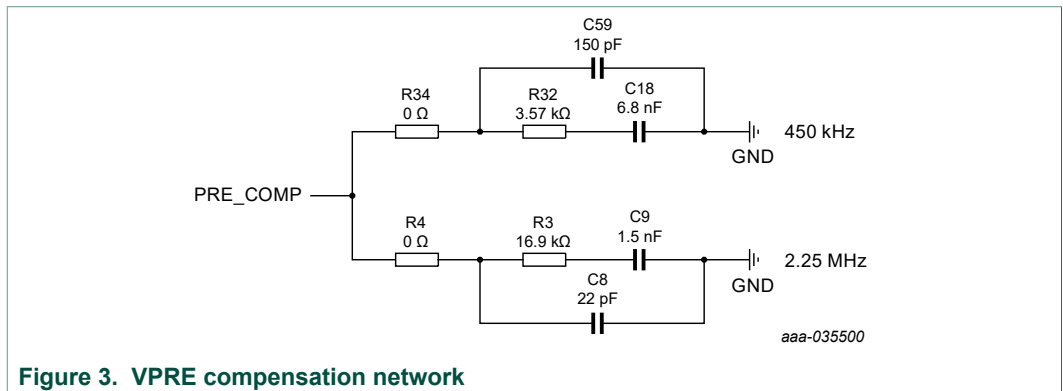 C59
150 pF
R34
0 Ω
R32
3.57 kΩ
C18
6.8 nF
450 kHz
GND
PRE_COMP
R4
0 Ω
R3
16.9 kΩ
C9
1.5 nF
2.25 MHz
GND
C8
22 pF
aaa-035500
Figure 3. VPRE compensation network